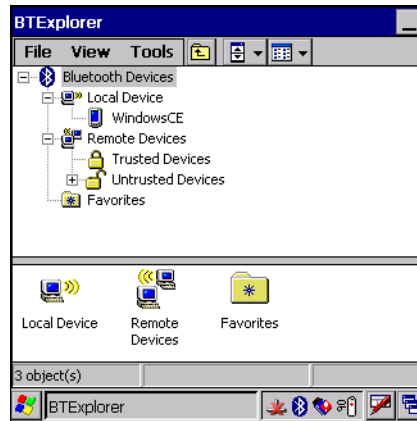 BTExplorer
File View Tools
Bluetooth Devices
Local Device
WindowsCE
Remote Devices
Trusted Devices
Untrusted Devices
Favorites
Local Device Remote Favorites
Devices
3 object(s)
BTExplorer